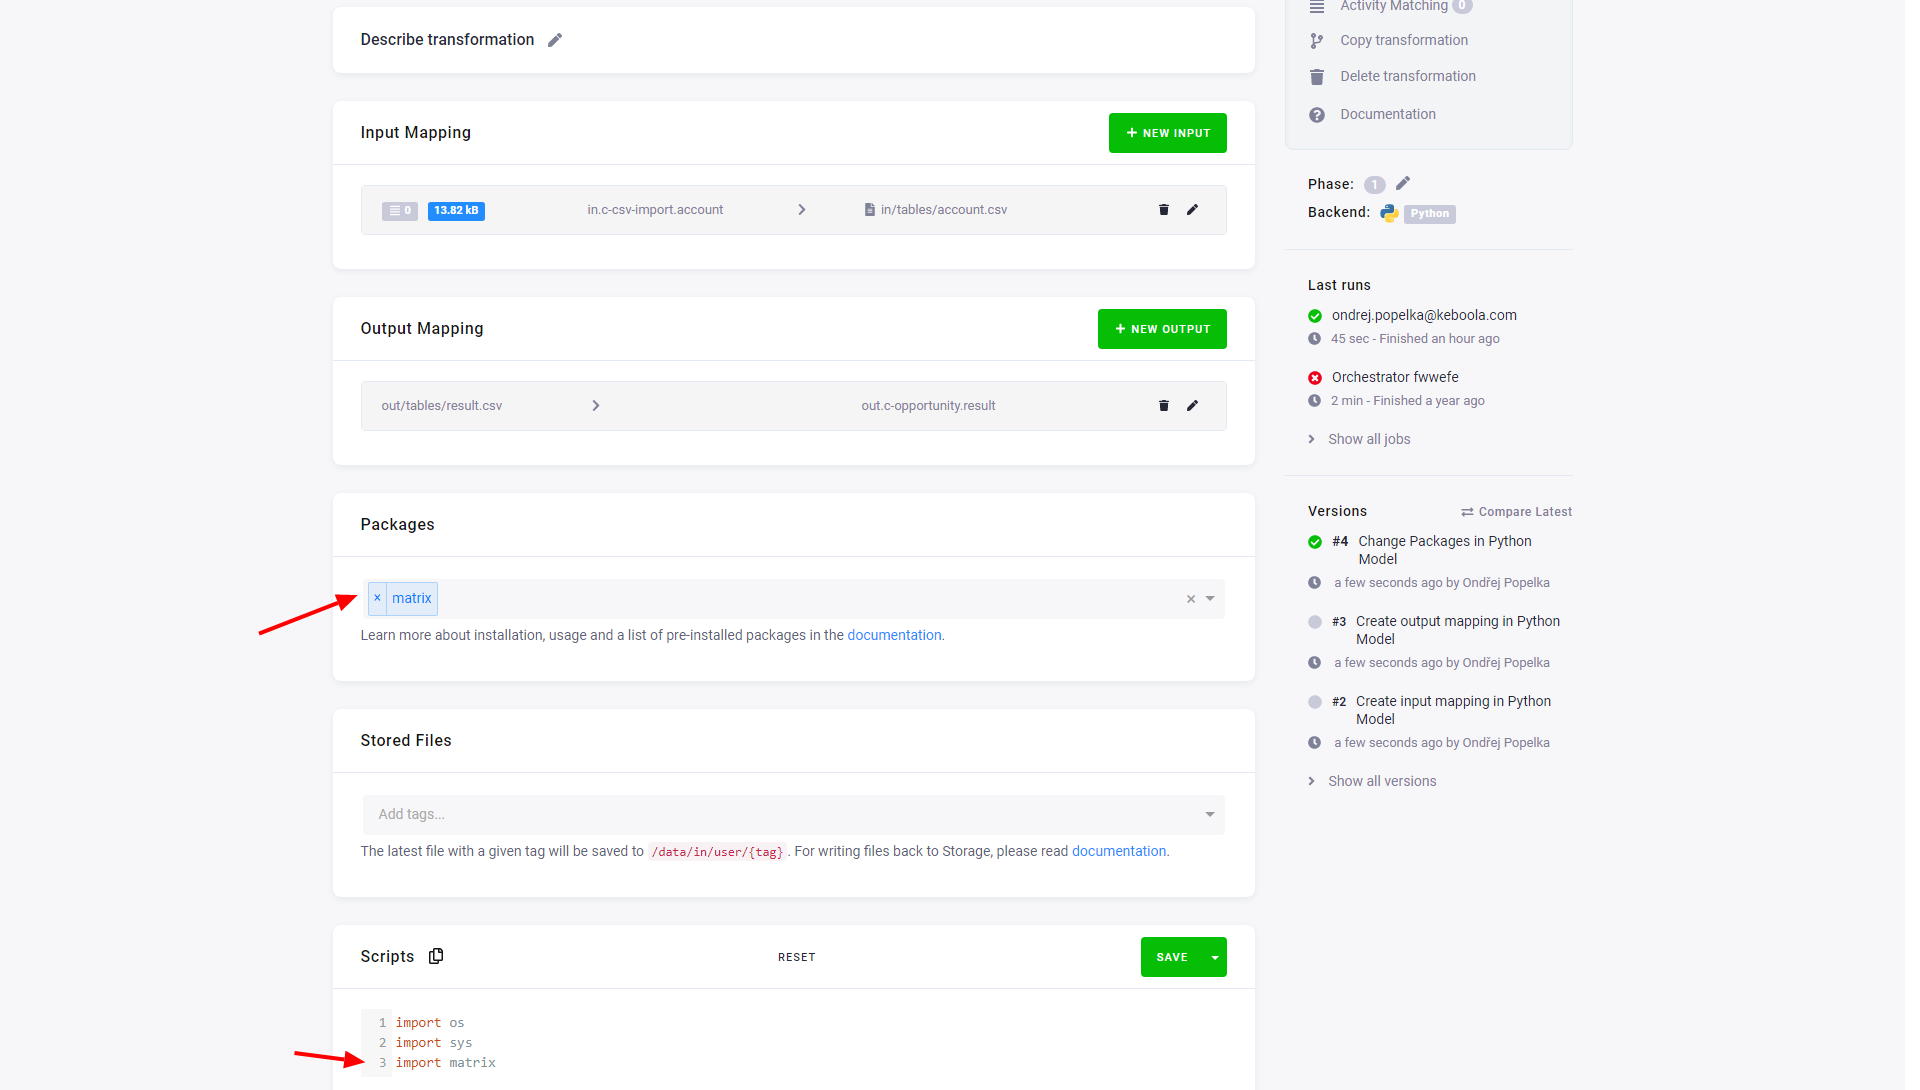 Describe transformation
Input Mapping
+ NEW INPUT
0 13.82 kB in.c-csv-import.account in/tables/account.csv
Output Mapping
+ NEW OUTPUT
out/tables/result.csv out.c-opportunity.result
Packages
× matrix ×
Learn more about installation, usage and a list of pre-installed packages in the documentation.
Stored Files
Add tags...
The latest file with a given tag will be saved to /data/in/user/{tag}. For writing files back to Storage, please read documentation.
Scripts
RESET
SAVE
1 import os
2 import sys
3 import matrix
Activity Matching 0
Copy transformation
Delete transformation
? Documentation
Phase: 1
Backend: Python
Last runs
ondrej.popelka@keboola.com
45 sec - Finished an hour ago
Orchestrator fwwefe
2 min - Finished a year ago
Show all jobs
Versions Compare Latest
#4 Change Packages in Python
Model
a few seconds ago by Ondřej Popelka
#3 Create output mapping in Python
Model
a few seconds ago by Ondřej Popelka
#2 Create input mapping in Python
Model
a few seconds ago by Ondřej Popelka
Show all versions